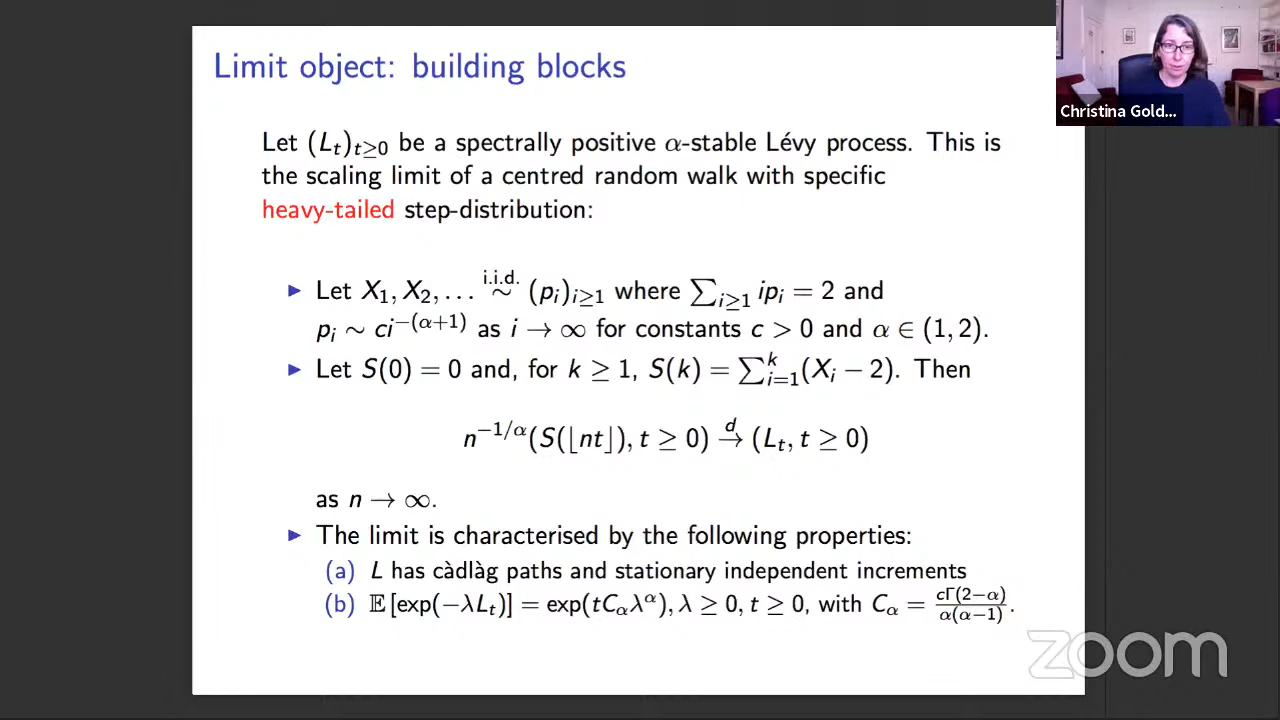 Limit object: building blocks
Christina Gold...
Let (L_t)_{t≥0} be a spectrally positive α-stable Lévy process. This is
the scaling limit of a centred random walk with specific
heavy-tailed step-distribution:
▶ Let X_1, X_2, … \overset{i.i.d.}{∼} (p_i)_{i≥1} where ∑_{i≥1} ip_i = 2 and
p_i ∼ ci^{−(α+1)} as i → ∞ for constants c > 0 and α ∈ (1, 2).
▶ Let S(0) = 0 and, for k ≥ 1, S(k) = ∑_{i=1}^{k}(X_i − 2). Then
n^{−1/α}(S(⌊nt⌋), t ≥ 0) \overset{d}{→} (L_t, t ≥ 0)
as n → ∞.
▶ The limit is characterised by the following properties:
(a) L has càdlàg paths and stationary independent increments
(b) 𝔼[exp(−λL_t)] = exp(tC_αλ^α), λ ≥ 0, t ≥ 0, with C_α = \frac{cΓ(2−α)}{α(α−1)}.
zoom